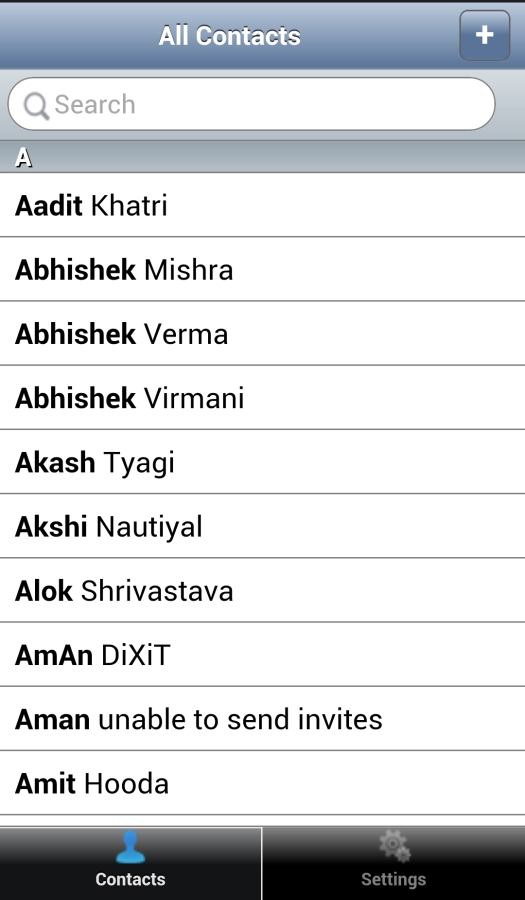 All Contacts
+
Search
A
Aadit Khatri
Abhishek Mishra
Abhishek Verma
Abhishek Virmani
Akash Tyagi
Akshi Nautiyal
Alok Shrivastava
AmAn DiXiT
Aman unable to send invites
Amit Hooda
Contacts
Settings